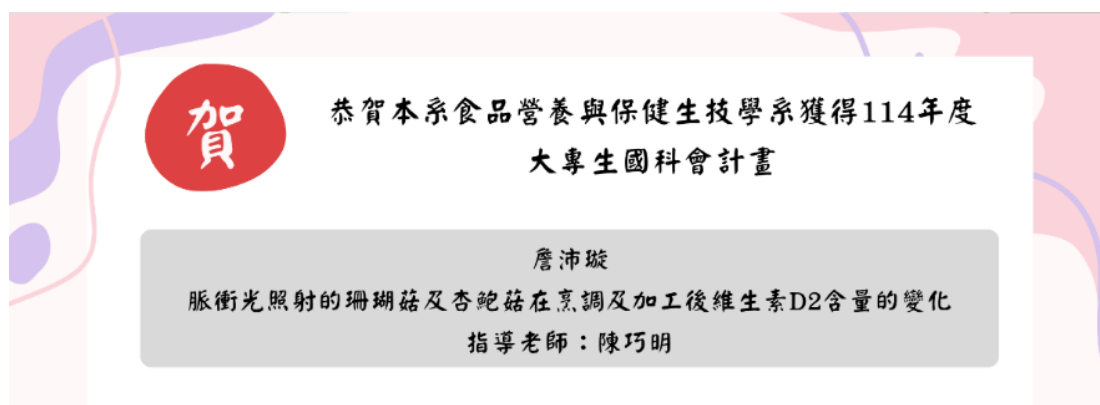 賀
恭賀本系食品營養與保健生技學系獲得114年度
大專生國科會計畫
詹沛璇
脈衝光照射的珊瑚菇及杏鮑菇在烹調及加工後維生素D2含量的變化
指導老師：陳巧明